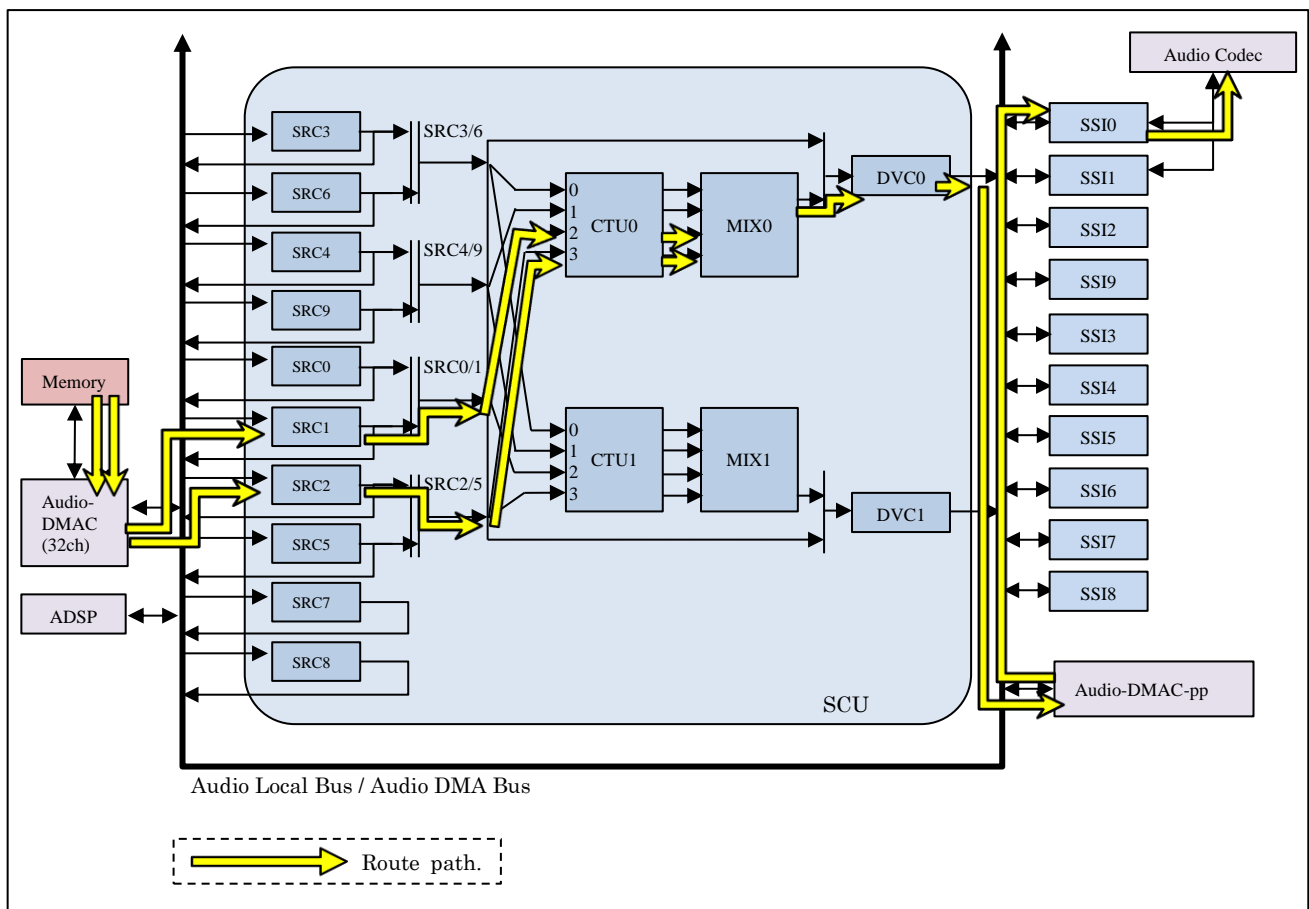 Audio Codec
SRC3
SRC3/6
SSI0
SRC6
DVC0
SSI1
0
1
2
3
CTU0
MIX0
SSI2
SRC4
SRC4/9
SSI9
SRC9
SSI3
SRC0
SRC0/1
Memory
SSI4
SRC1
0
1
2
3
CTU1
MIX1
SSI5
SRC2
SRC2/5
SSI6
Audio-
DMAC
(32ch)
DVC1
SRC5
SSI7
SSI8
ADSP
SRC7
SRC8
Audio-DMAC-pp
SCU
Audio Local Bus / Audio DMA Bus
Route path.